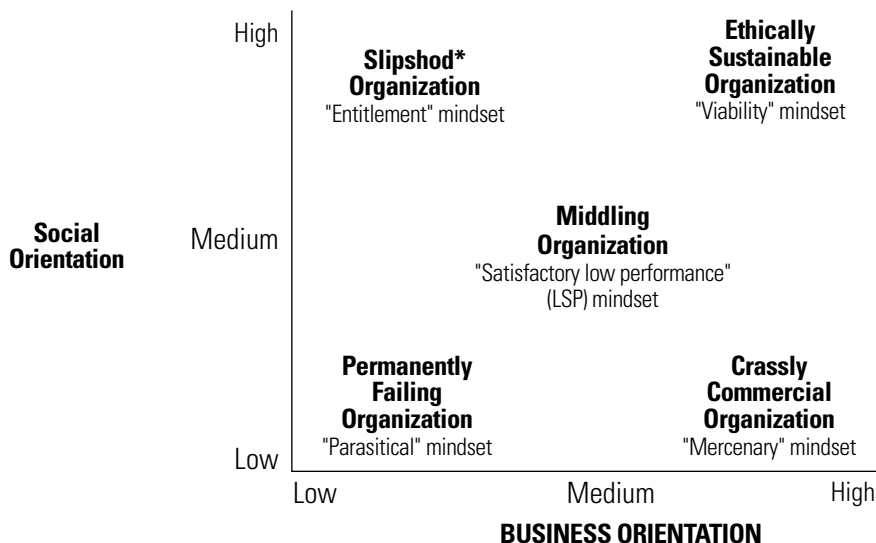 High
Slipshod*
Organization
"Entitlement" mindset
Ethically
Sustainable
Organization
"Viability" mindset
Social
Orientation
Medium
Middling
Organization
"Satisfactory low performance"
(LSP) mindset
Permanently
Failing
Organization
"Parasitical" mindset
Crassly
Commercial
Organization
"Mercenary" mindset
Low
Low
Medium
High
BUSINESS ORIENTATION